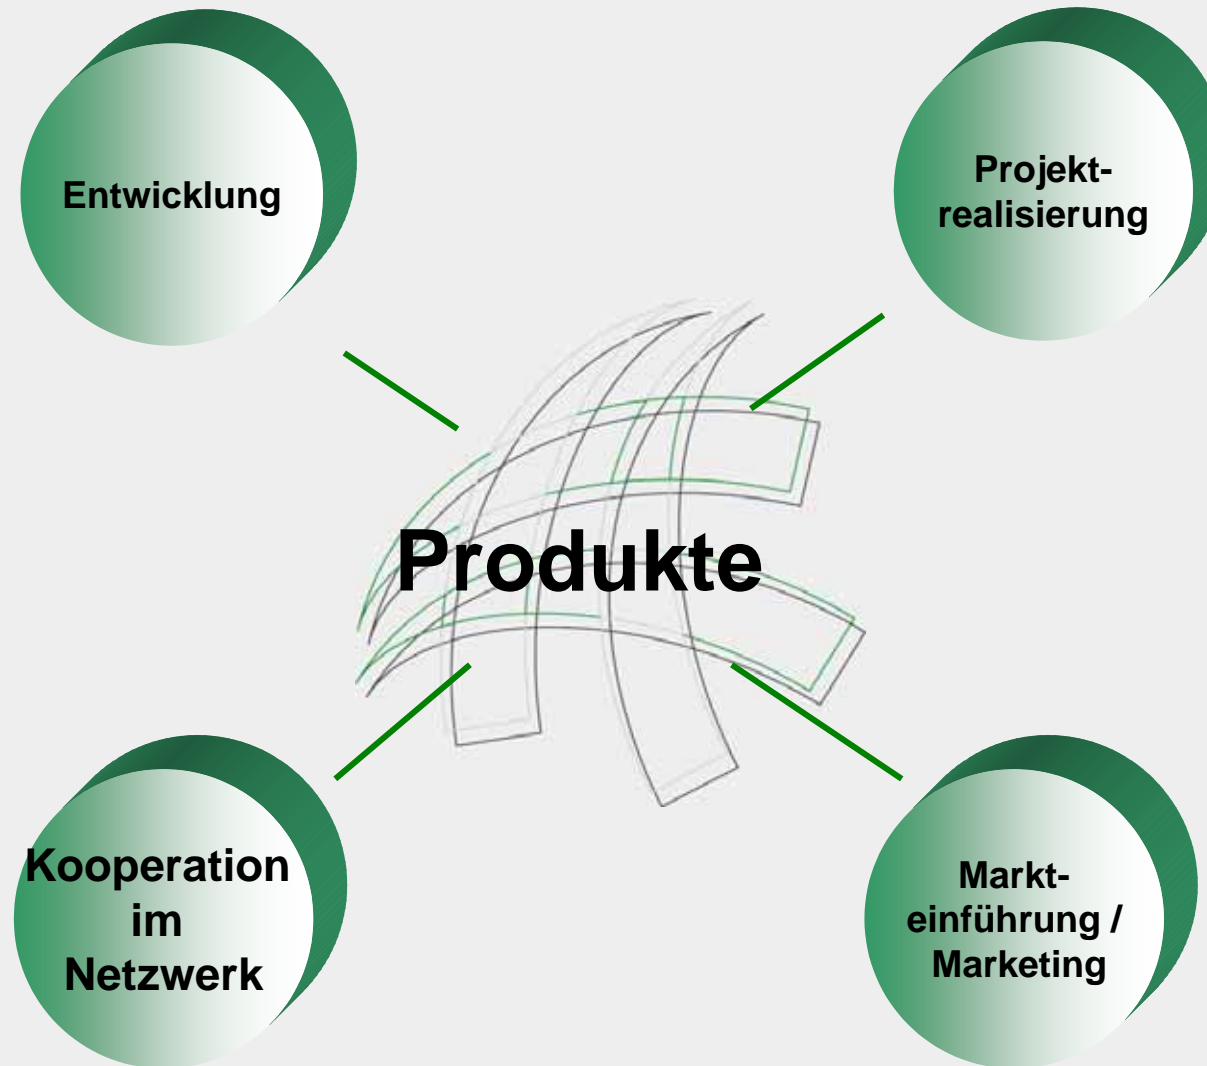 Entwicklung
Projekt-
realisierung
Produkte
Kooperation
im
Netzwerk
Markt-
einführung /
Marketing